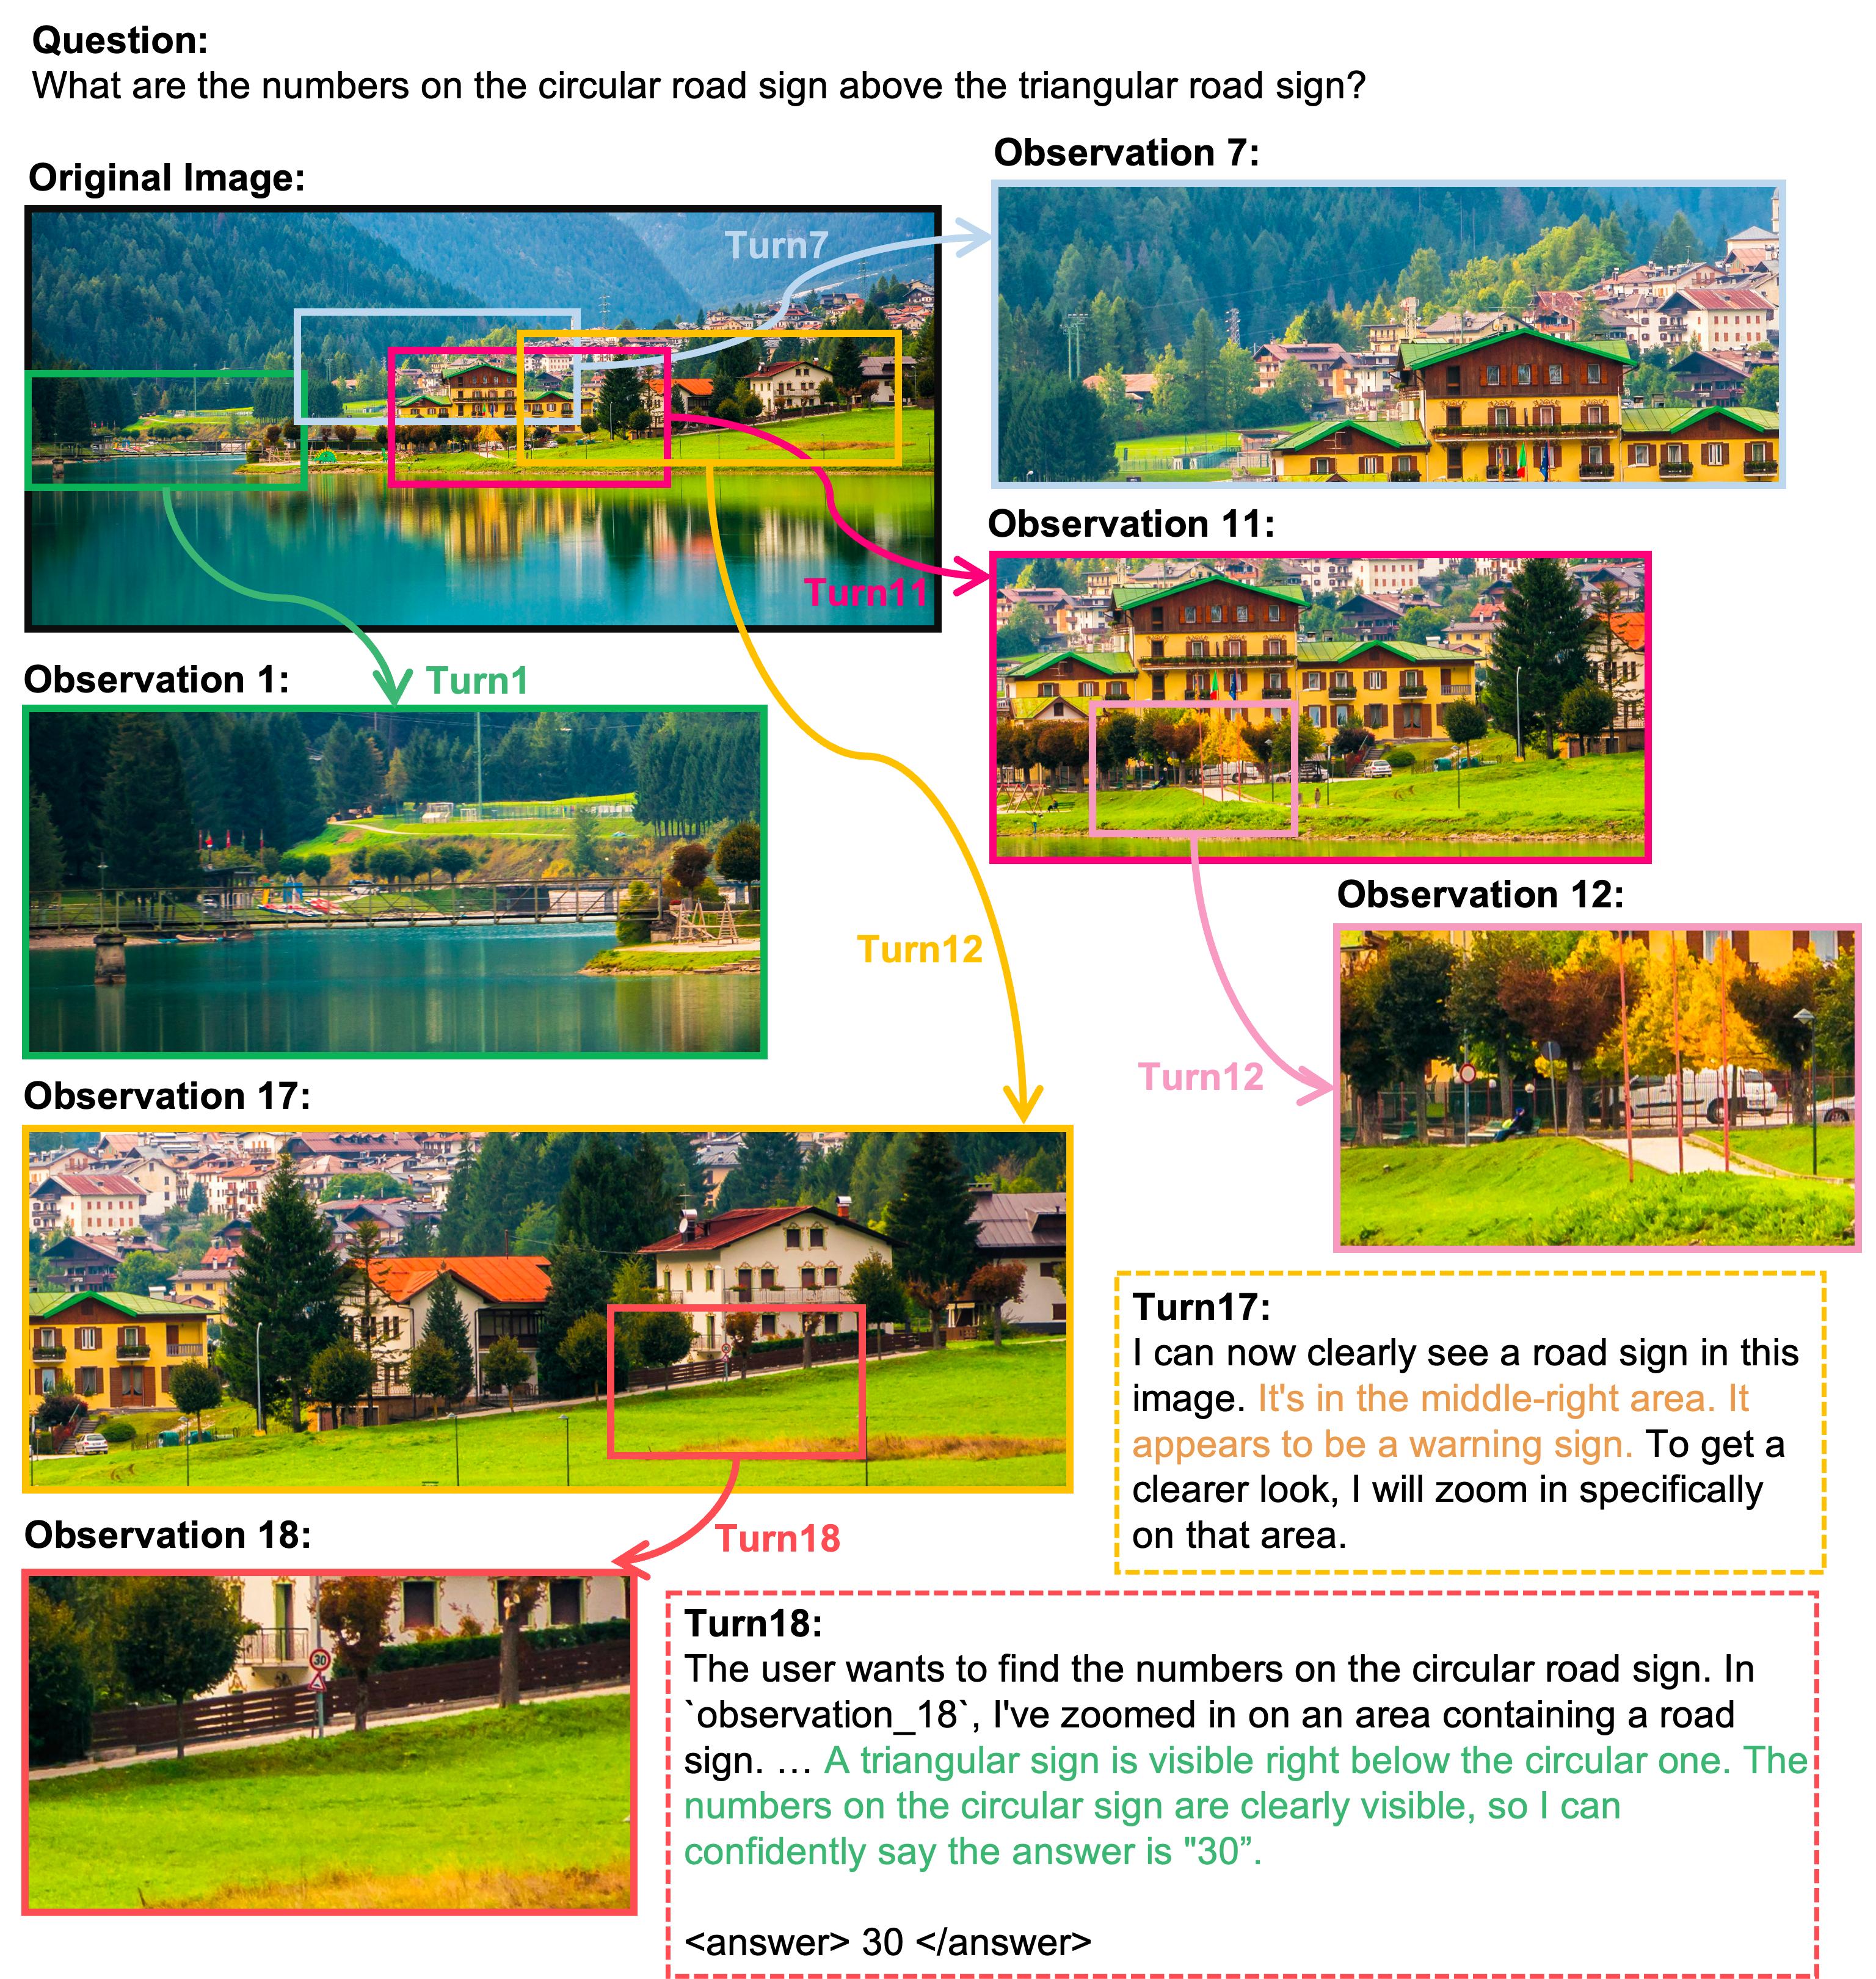 Question:
What are the numbers on the circular road sign above the triangular road sign?
Original Image:
Observation 7:
Turn7
Observation 11:
Turn11
Observation 1:
Turn1
Observation 12:
Turn12
Turn12
Observation 17:
Turn17:
I can now clearly see a road sign in this
image. It's in the middle-right area. It
appears to be a warning sign. To get a
clearer look, I will zoom in specifically
on that area.
Observation 18:
Turn18
30
Turn18:
The user wants to find the numbers on the circular road sign. In
`observation_18`, I've zoomed in on an area containing a road
sign. … A triangular sign is visible right below the circular one. The
numbers on the circular sign are clearly visible, so I can
confidently say the answer is "30”.
<answer> 30 </answer>